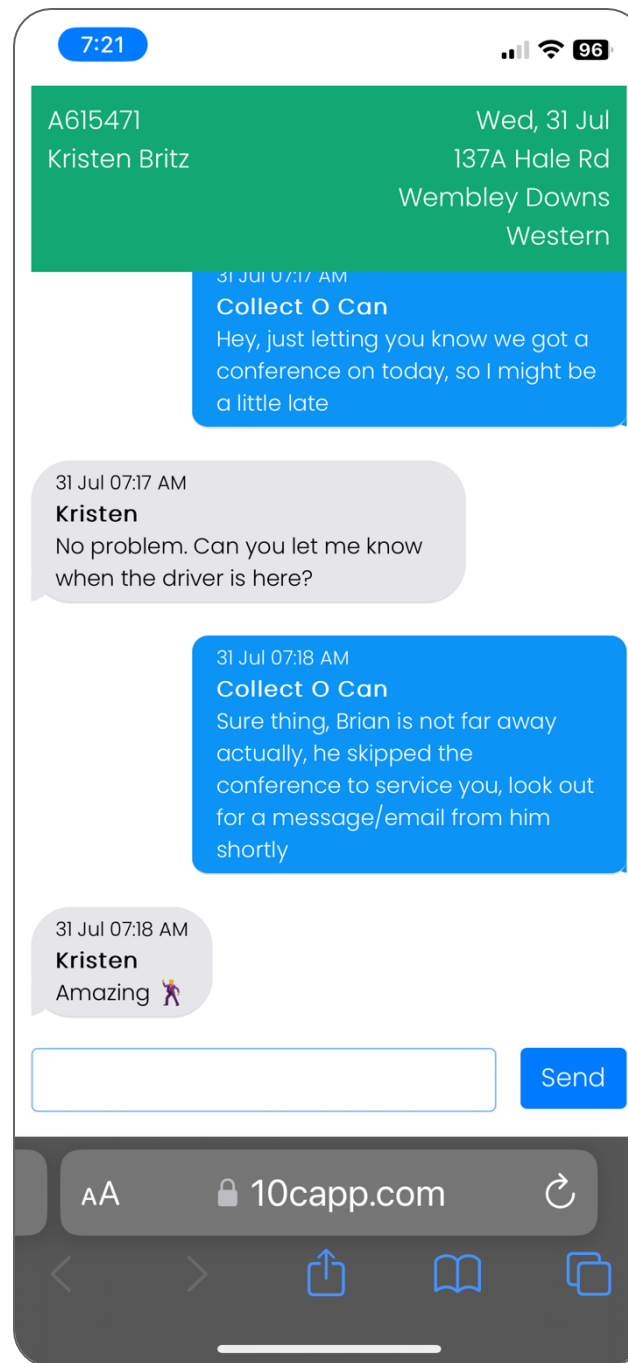 7:21
96
A615471
Kristen Britz
Wed, 31 Jul
137A Hale Rd
Wembley Downs
Western
31 Jul 07:17 AM
Collect O Can
Hey, just letting you know we got a
conference on today, so I might be
a little late
31 Jul 07:17 AM
Kristen
No problem. Can you let me know
when the driver is here?
31 Jul 07:18 AM
Collect O Can
Sure thing, Brian is not far away
actually, he skipped the
conference to service you, look out
for a message/email from him
shortly
31 Jul 07:18 AM
Kristen
Amazing 🕺
Send
AA
10capp.com